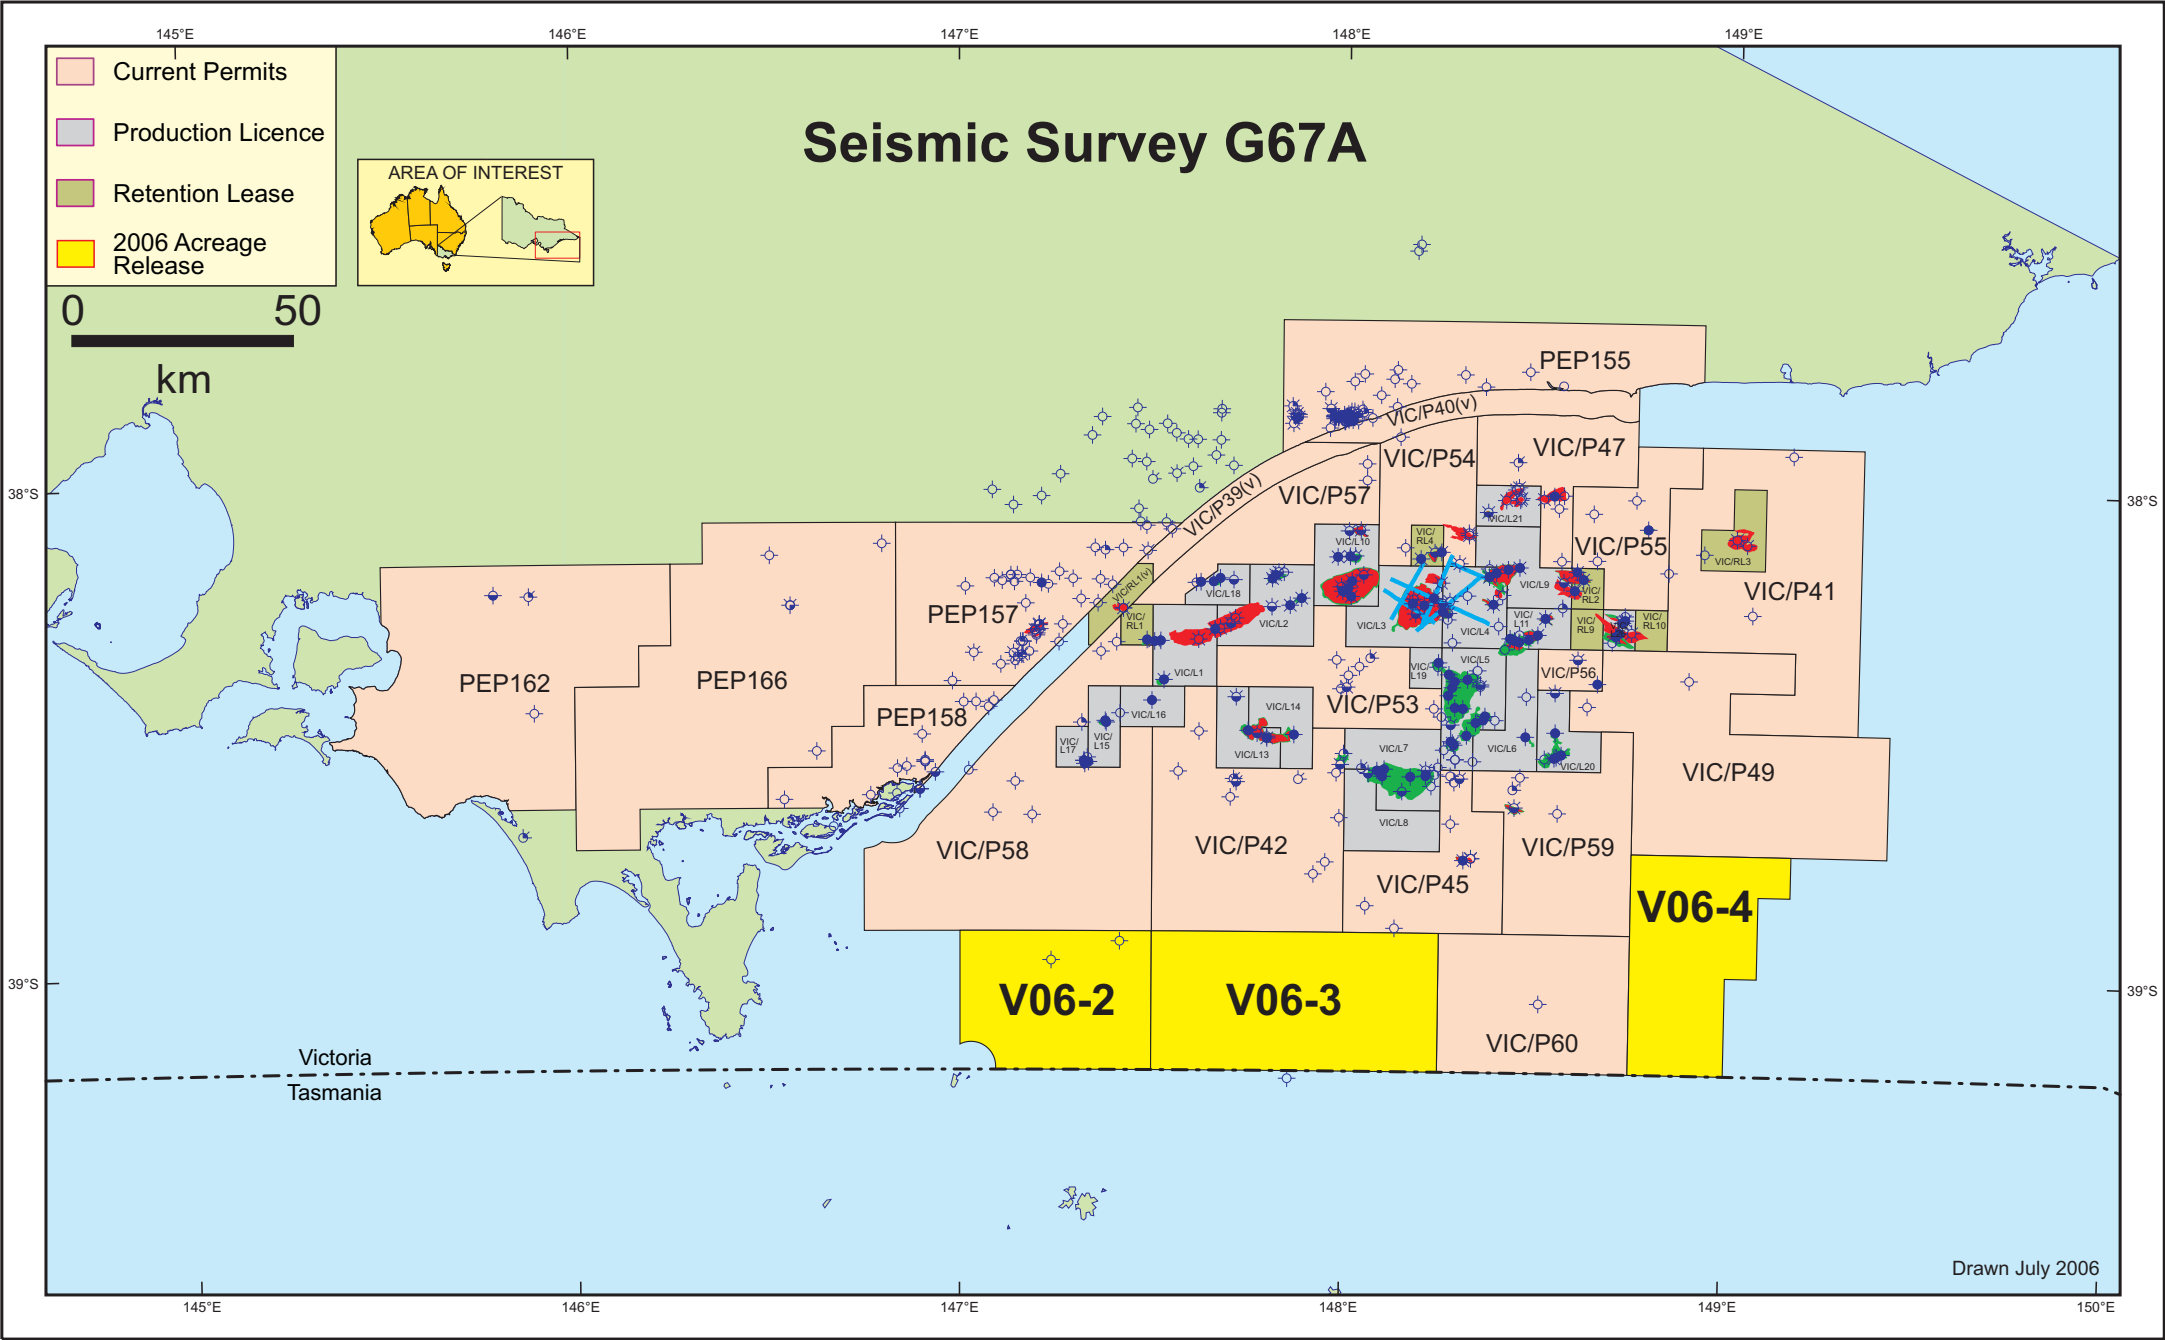 145°E
146°E
147°E
148°E
149°E
Current Permits
Production Licence
Retention Lease
2006 Acreage
Release
AREA OF INTEREST
Seismic Survey G67A
0 50
km
PEP155
VIC/P40(v)
VIC/P47
VIC/P54
VIC/P57
VIC/P39(v)
38°S
38°S
VIC/L21
VIC/L10
VIC/
RL4
VIC/P55
VIC/RL3
VIC/P41
VIC/RL1(v)
VIC/L18
VIC/L9
VIC/
RL2
PEP157
VIC/
RL1
VIC/L2
VIC/L3
VIC/L4
VIC/
L11
VIC/
RL9
VIC/
RL10
VIC/L1
VIC/
L19
VIC/L5
VIC/P56
PEP162
PEP166
PEP158
VIC/P53
VIC/L16
VIC/L14
VIC/
L17
VIC/
L15
VIC/L13
VIC/L7
VIC/L6
VIC/L20
VIC/P49
VIC/L8
VIC/P58
VIC/P42
VIC/P45
VIC/P59
V06-4
39°S
39°S
V06-2
V06-3
VIC/P60
Victoria
Tasmania
Drawn July 2006
145°E
146°E
147°E
148°E
149°E
150°E